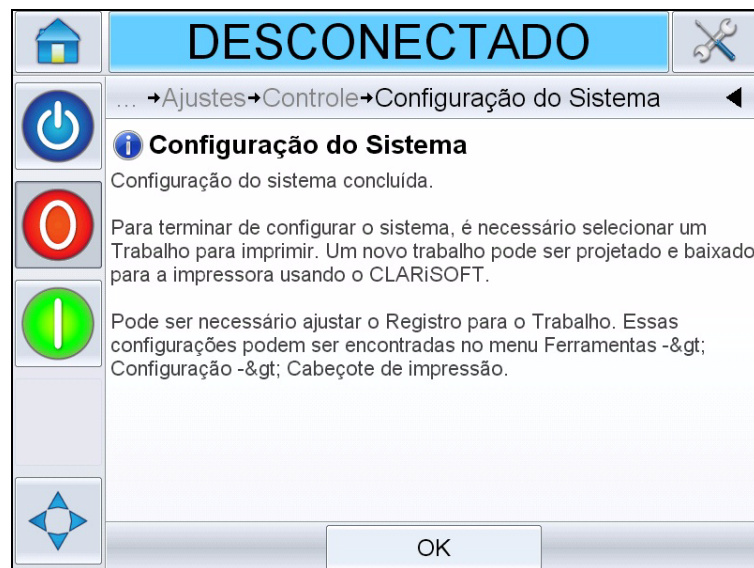 DESCONECTADO
... →Ajustes→Controle→Configuração do Sistema
Configuração do Sistema
Configuração do sistema concluída.
Para terminar de configurar o sistema, é necessário selecionar um
Trabalho para imprimir. Um novo trabalho pode ser projetado e baixado
para a impressora usando o CLARiSOFT.
Pode ser necessário ajustar o Registro para o Trabalho. Essas
configurações podem ser encontradas no menu Ferramentas -&gt;
Configuração -&gt; Cabeçote de impressão.
OK